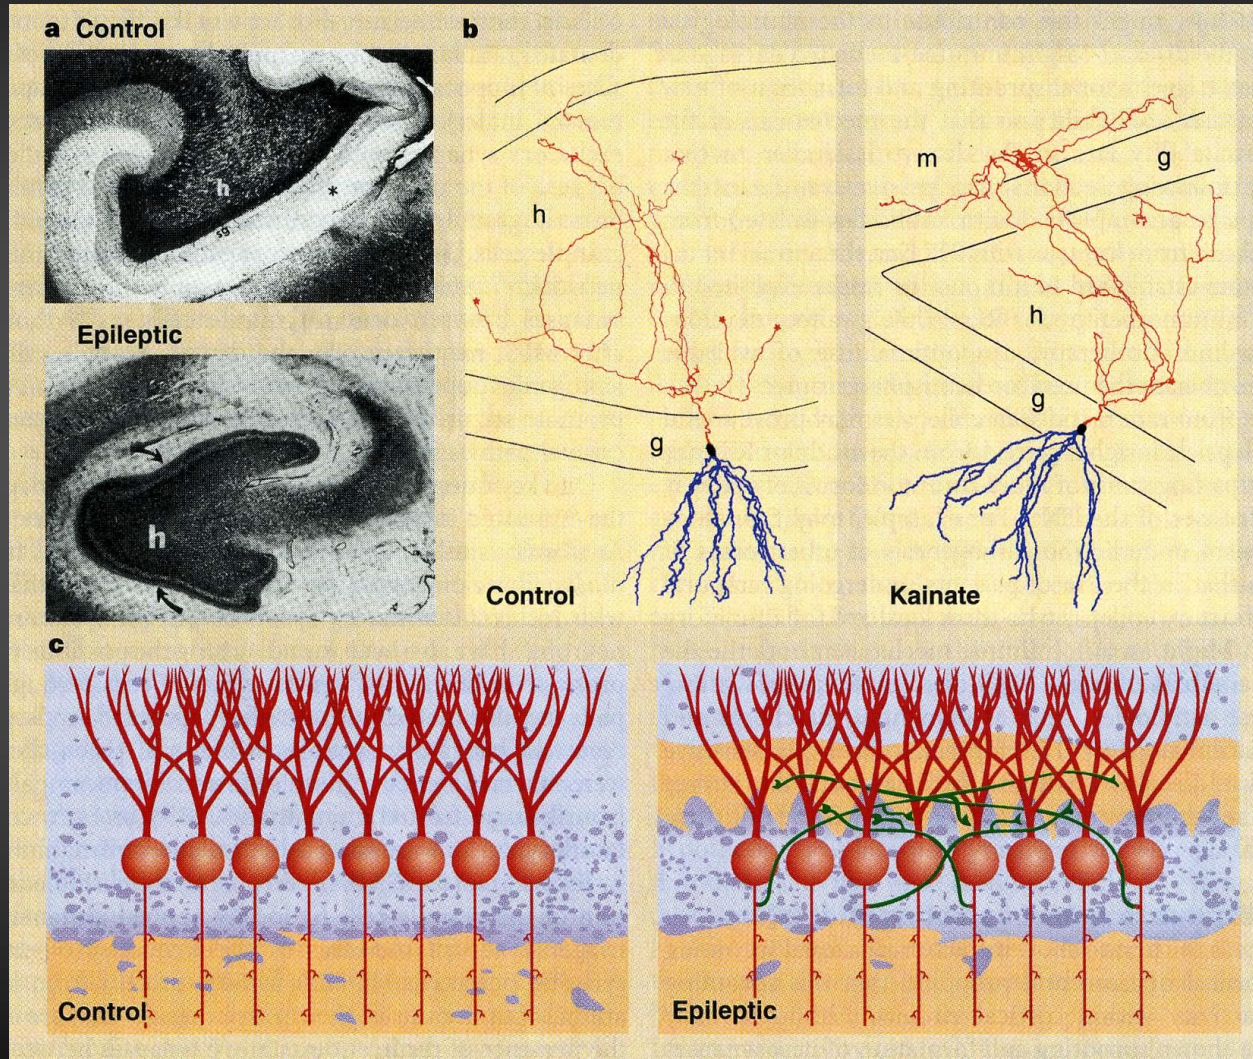 a Control
h
*
sg
Epileptic
h
b
h
g
Control
m
g
h
g
Kainate
c
Control
Epileptic